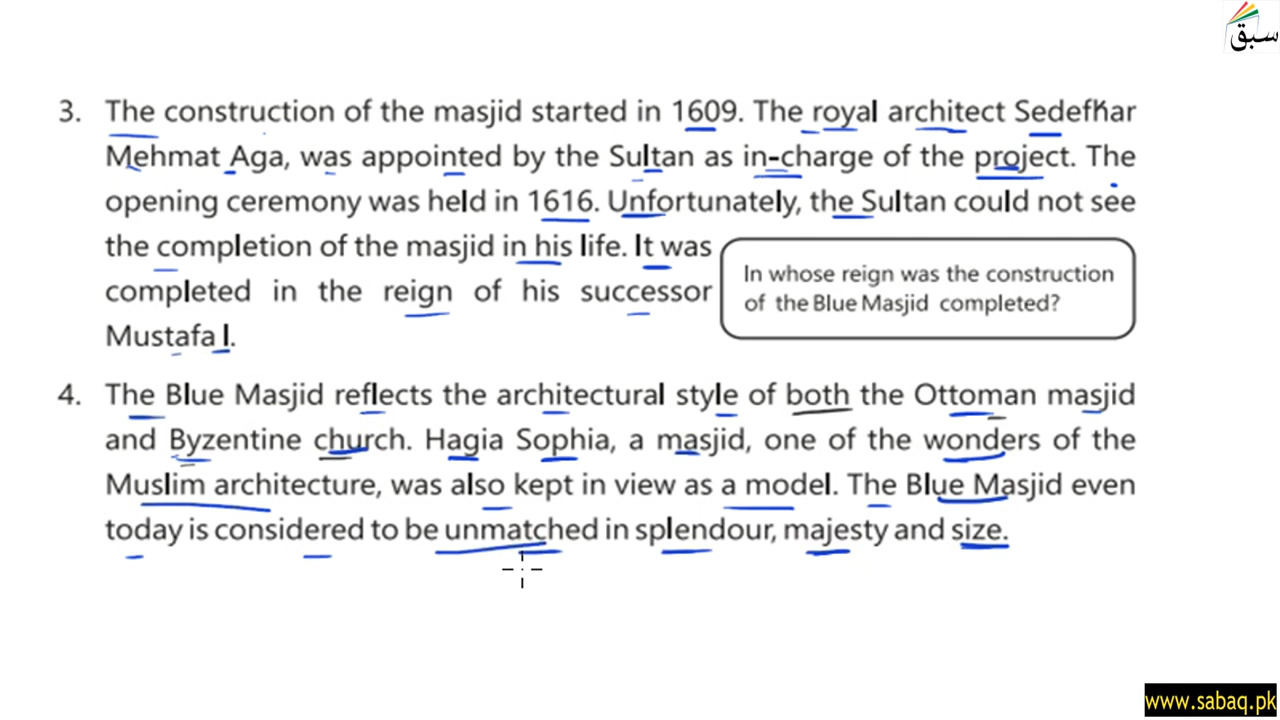 سبق
3. The construction of the masjid started in 1609. The royal architect Sedefhar
Mehmat Aga, was appointed by the Sultan as in-charge of the project. The
opening ceremony was held in 1616. Unfortunately, the Sultan could not see
the completion of the masjid in his life. It was
completed in the reign of his successor
Mustafa I.
In whose reign was the construction
of the Blue Masjid completed?
4. The Blue Masjid reflects the architectural style of both the Ottoman masjid
and Byzentine church. Hagia Sophia, a masjid, one of the wonders of the
Muslim architecture, was also kept in view as a model. The Blue Masjid even
today is considered to be unmatched in splendour, majesty and size.
www.sabaq.pk